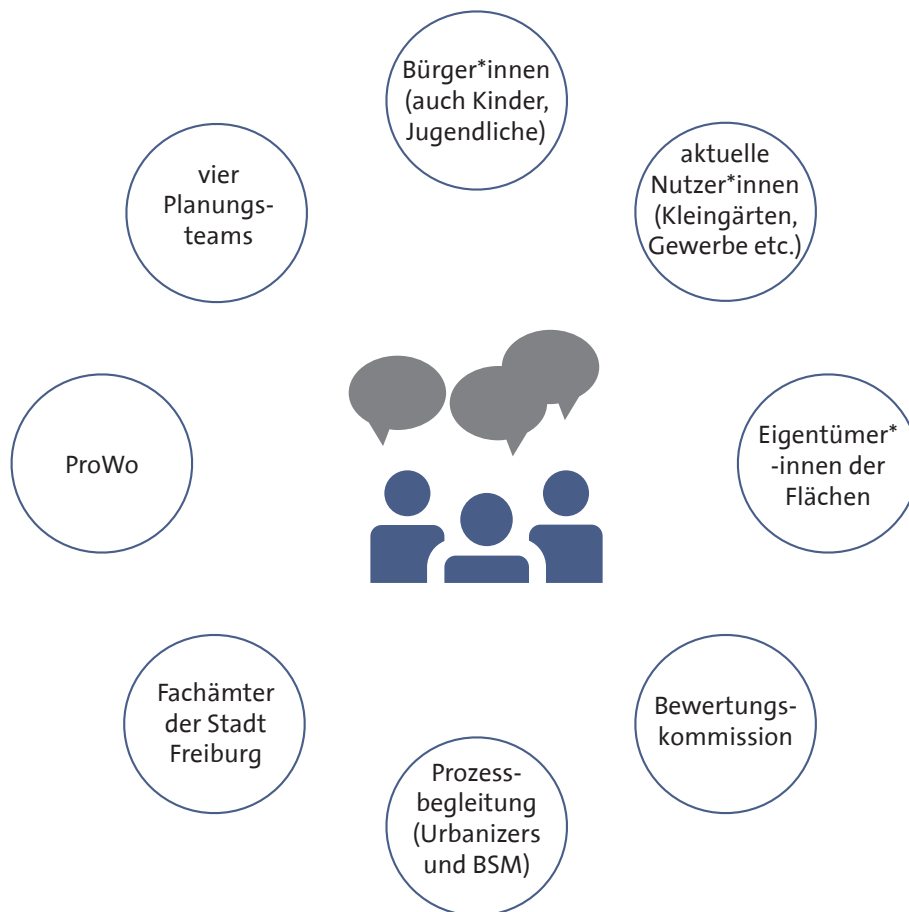 Bürger*innen
(auch Kinder,
Jugendliche)
aktuelle
Nutzer*innen
(Kleingärten,
Gewerbe etc.)
Eigentümer*
-innen der
Flächen
Bewertungs-
kommission
Prozess-
begleitung
(Urbanizers
und BSM)
Fachämter
der Stadt
Freiburg
ProWo
vier
Planungs-
teams